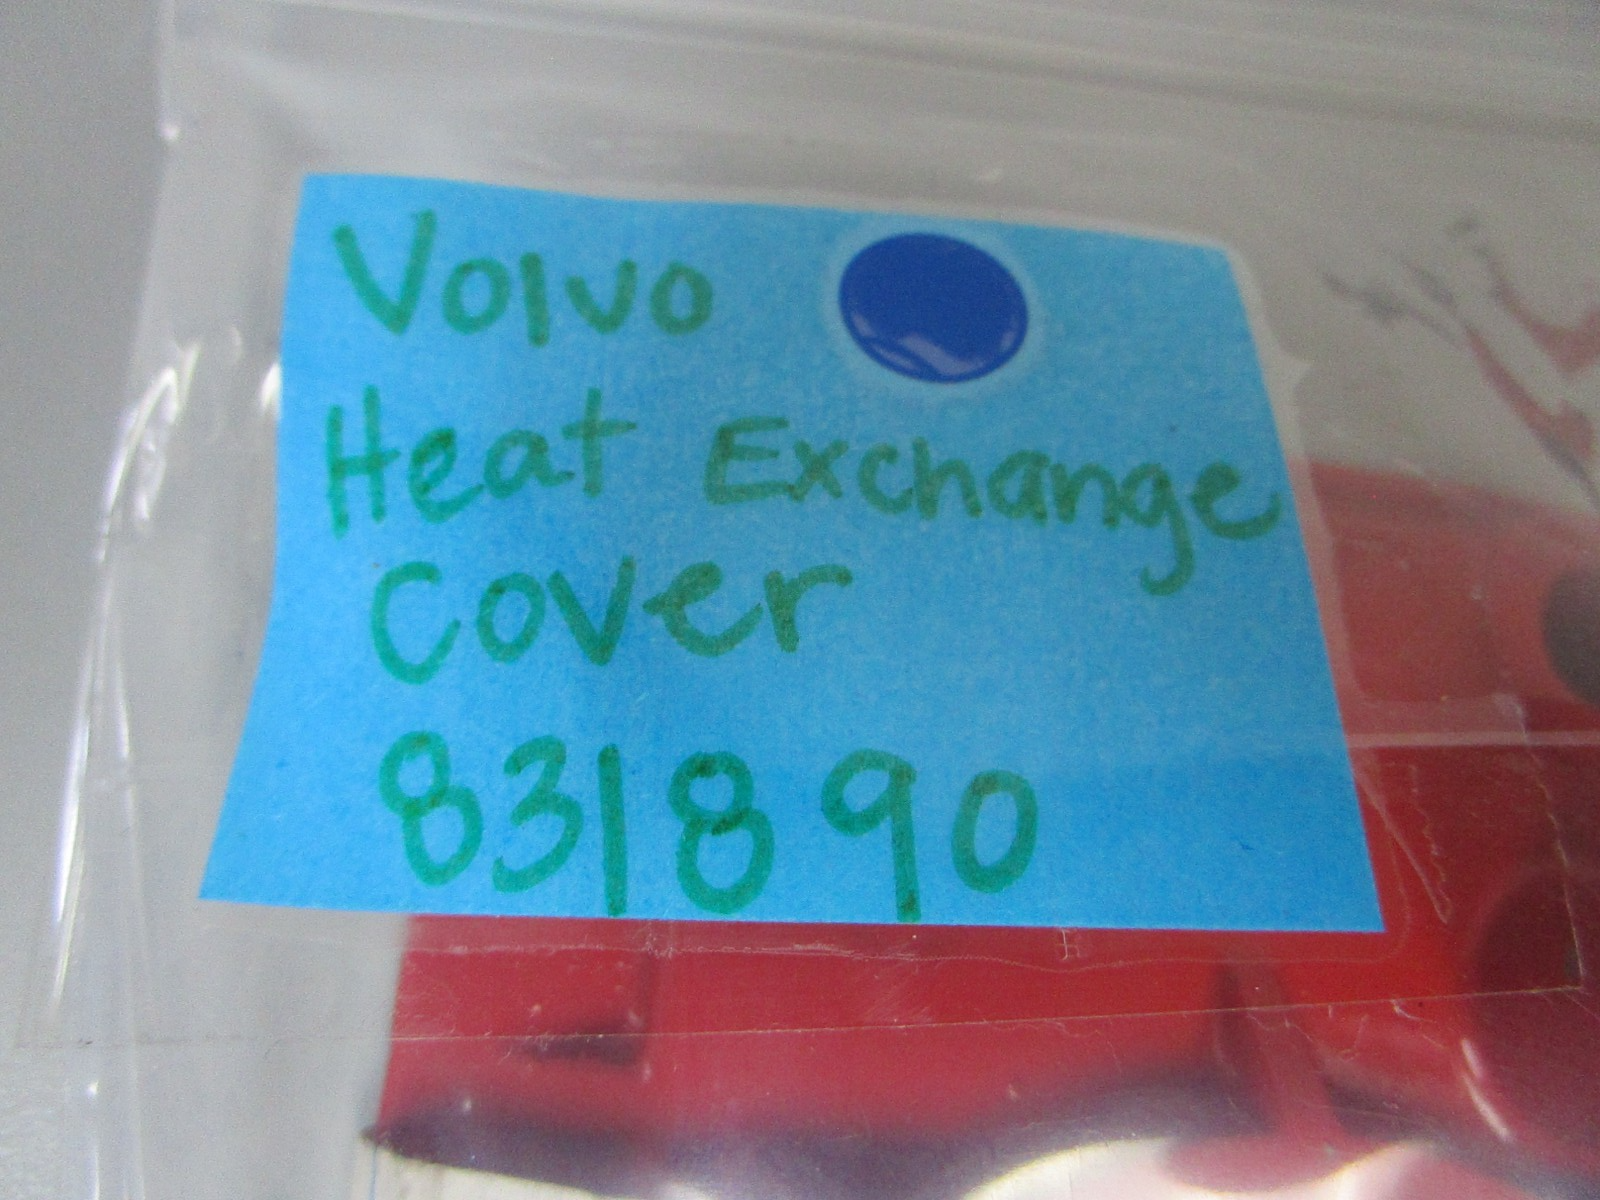 Volvo
Heat Exchange
Cover
831890